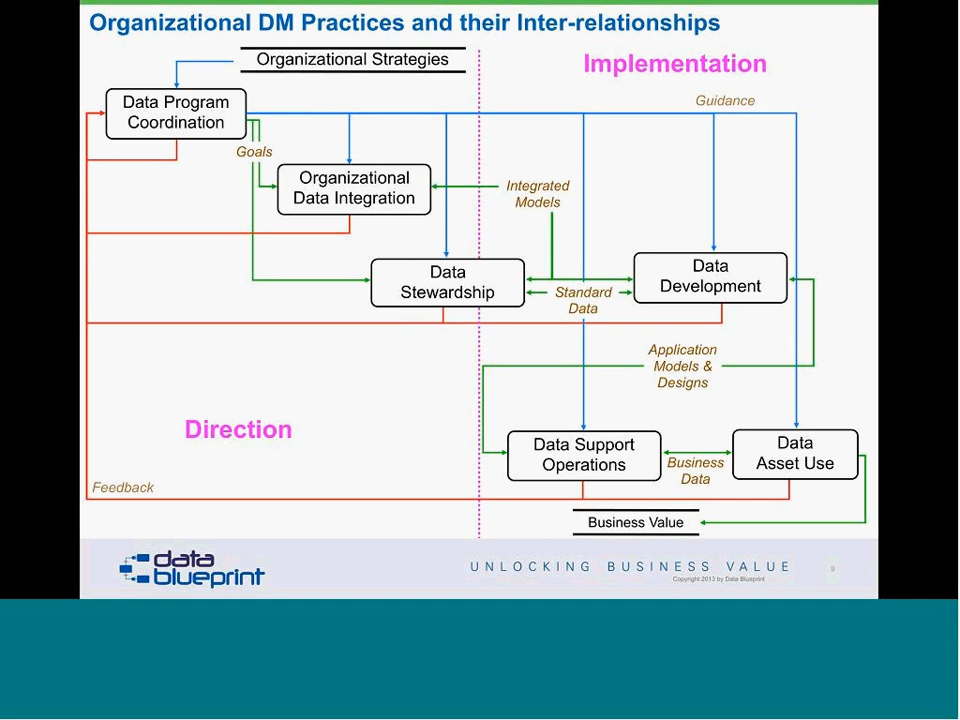 Organizational DM Practices and their Inter-relationships
Organizational Strategies
Implementation
Data Program
Coordination
Guidance
Goals
Organizational
Data Integration
Integrated
Models
Data
Stewardship
Data
Development
Standard
Data
Application
Models &
Designs
Direction
Data Support
Operations
Data
Asset Use
Business
Data
Feedback
Business Value
data
blueprint
UNLOCKING BUSINESS VALUE
Copyright 2013 by Data Blueprint
9